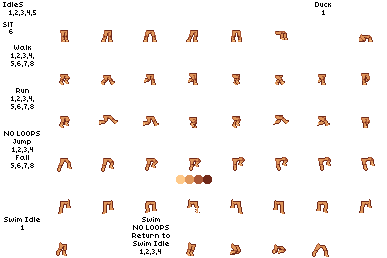 IdleS
1,2,3,4,5
Duck
1
SIT
6
Walk
1,2,3,4,
5,6,7,8
Run
1,2,3,4,
5,6,7,8
NO LOOPS
Jump
1,2,3,4
Fall
5,6,7,8
Swim Idle
1
Swim
NO LOOPS
Return to
Swim Idle
1,2,3,4